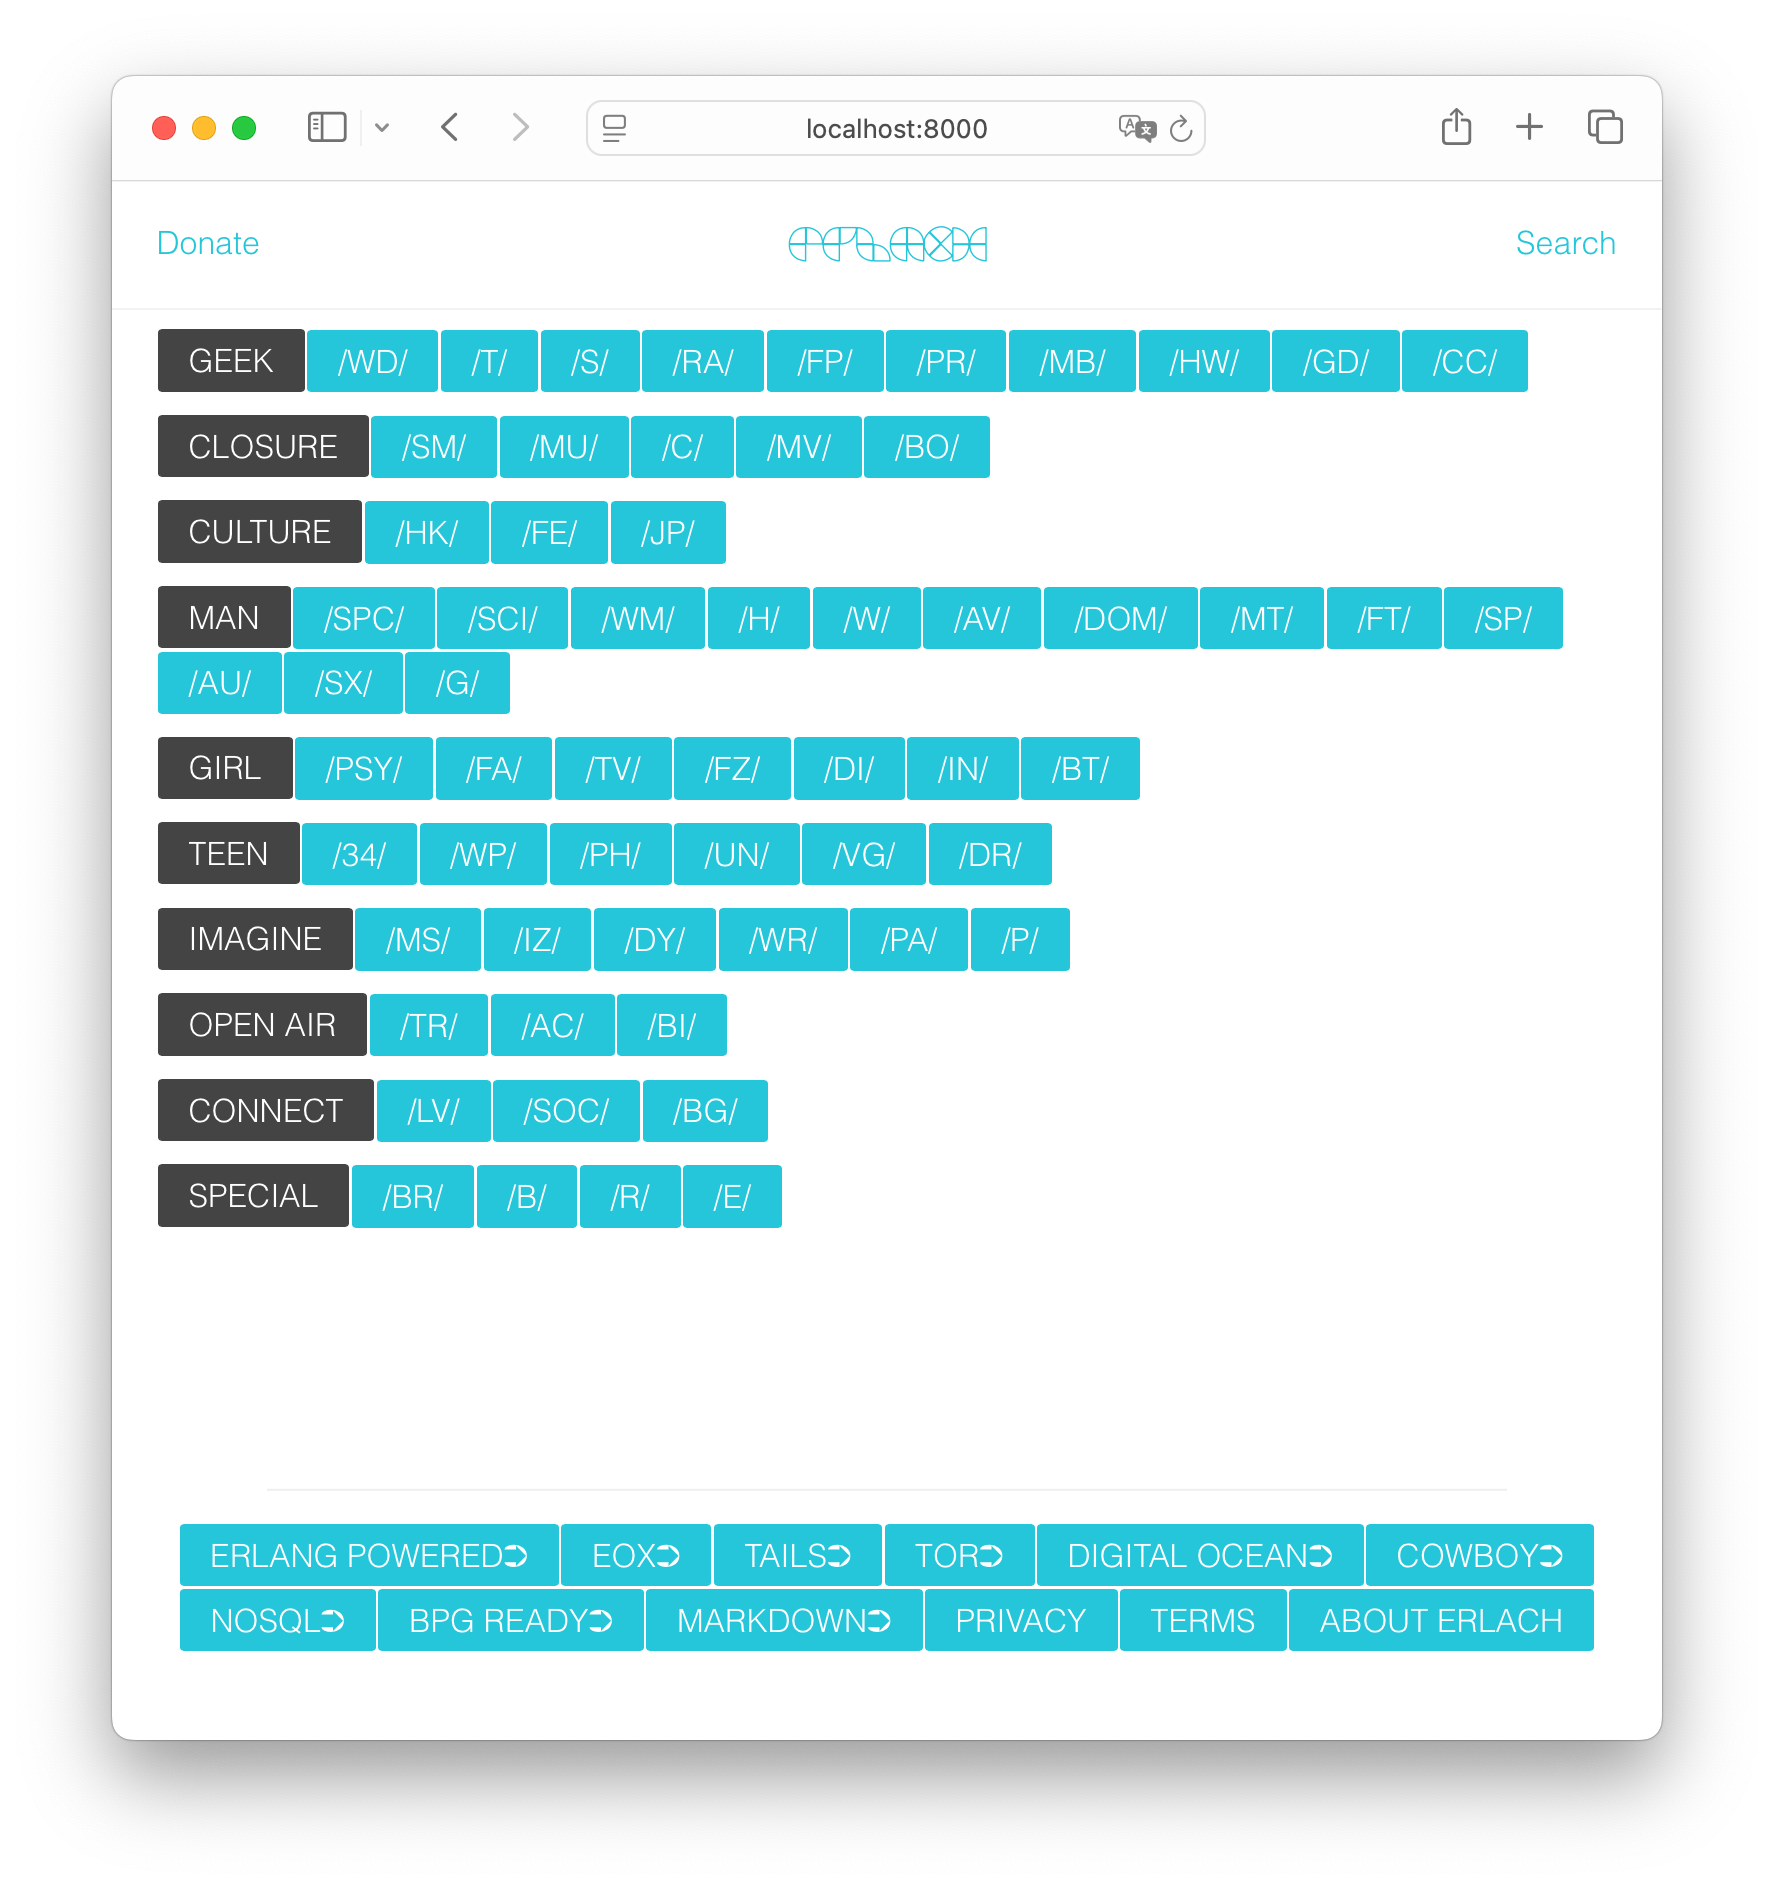 localhost:8000
Donate Search
GEEK /WD/ /T/ /S/ /RA/ /FP/ /PR/ /MB/ /HW/ /GD/ /CC/
CLOSURE /SM/ /MU/ /C/ /MV/ /BO/
CULTURE /HK/ /FE/ /JP/
MAN /SPC/ /SCI/ /WM/ /H/ /W/ /AV/ /DOM/ /MT/ /FT/ /SP/
/AU/ /SX/ /G/
GIRL /PSY/ /FA/ /TV/ /FZ/ /DI/ /IN/ /BT/
TEEN /34/ /WP/ /PH/ /UN/ /VG/ /DR/
IMAGINE /MS/ /IZ/ /DY/ /WR/ /PA/ /P/
OPEN AIR /TR/ /AC/ /BI/
CONNECT /LV/ /SOC/ /BG/
SPECIAL /BR/ /B/ /R/ /E/
ERLANG POWERED➲ EOX➲ TAILS➲ TOR➲ DIGITAL OCEAN➲ COWBOY➲
NOSQL➲ BPG READY➲ MARKDOWN➲ PRIVACY TERMS ABOUT ERLACH